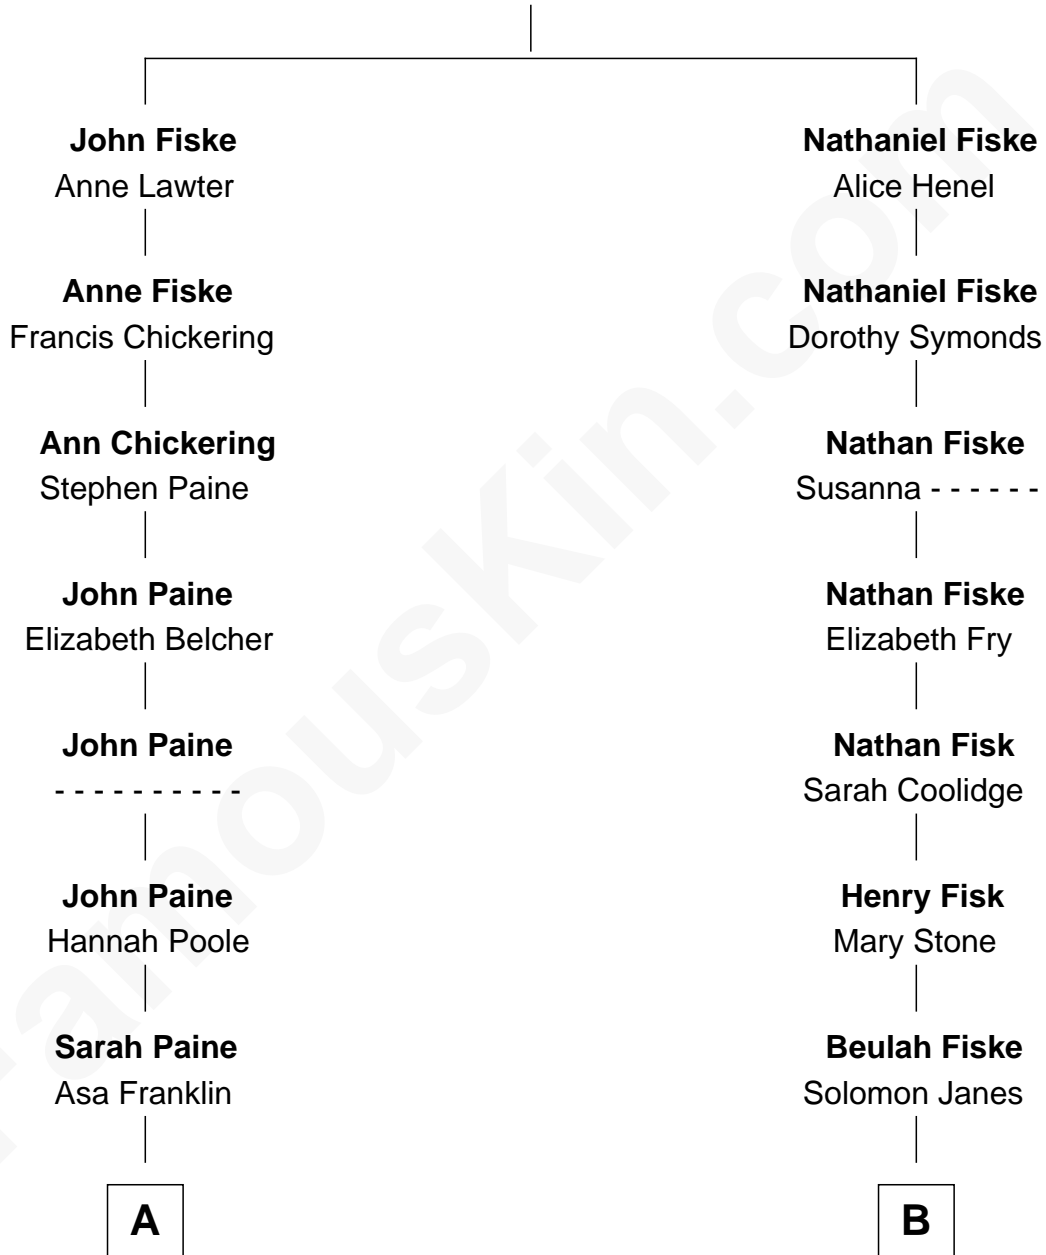 John Fiske
Anne Lawter
Nathaniel Fiske
Alice Henel
Anne Fiske
Francis Chickering
Nathaniel Fiske
Dorothy Symonds
Ann Chickering
Stephen Paine
Nathan Fiske
Susanna - - - - - -
John Paine
Elizabeth Belcher
Nathan Fiske
Elizabeth Fry
John Paine
- - - - - - - - - -
Nathan Fisk
Sarah Coolidge
John Paine
Hannah Poole
Henry Fisk
Mary Stone
Sarah Paine
Asa Franklin
Beulah Fiske
Solomon Janes
A
B
FamousKin.com